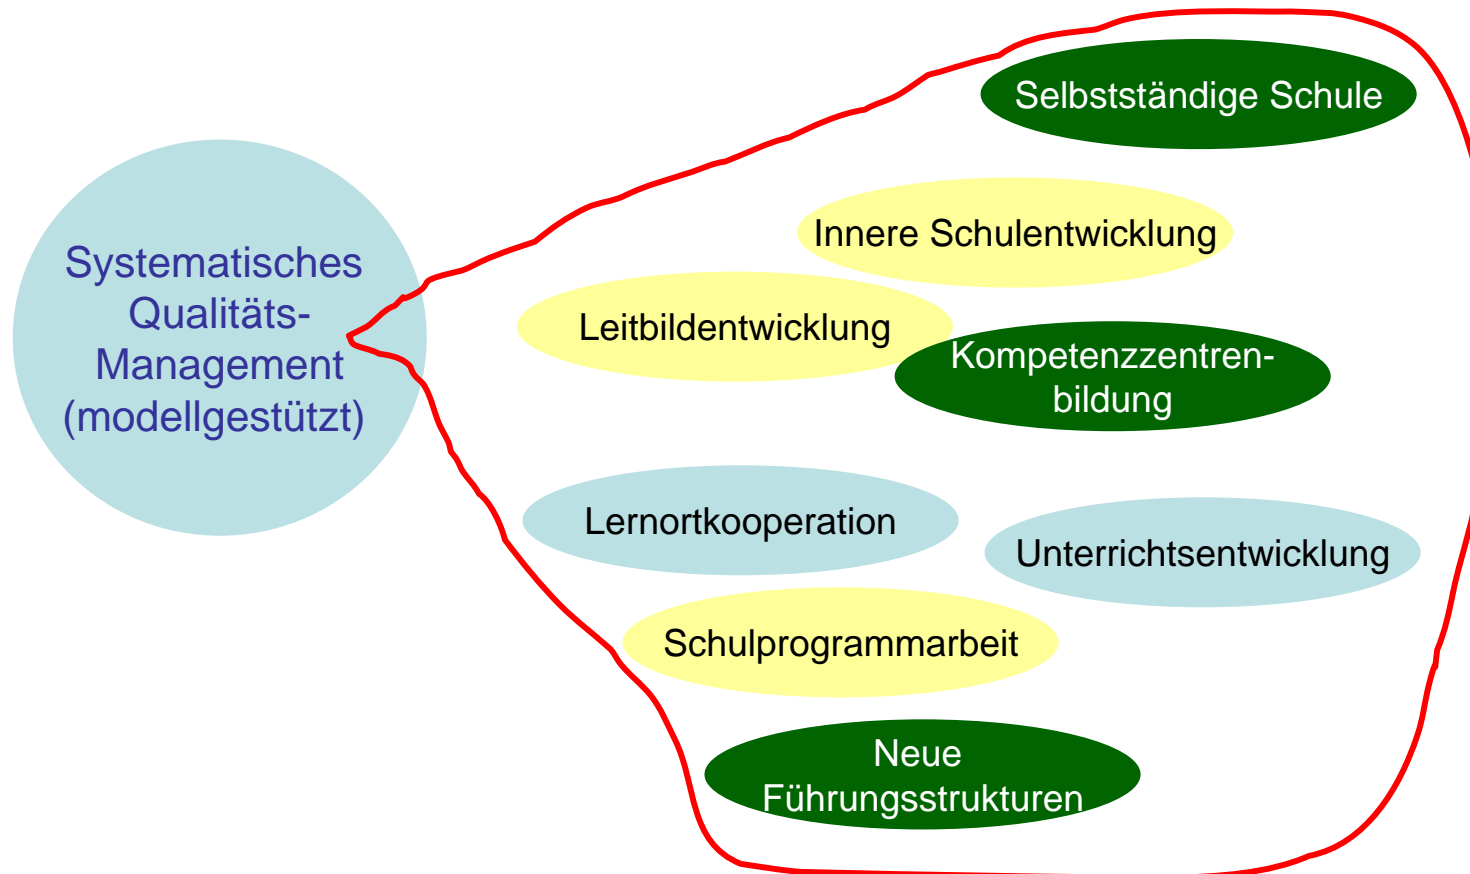 Systematisches
Qualitäts-
Management
(modellgestützt)
Selbstständige Schule
Innere Schulentwicklung
Leitbildentwicklung
Kompetenzzentren-
bildung
Lernortkooperation
Unterrichtsentwicklung
Schulprogrammarbeit
Neue
Führungsstrukturen